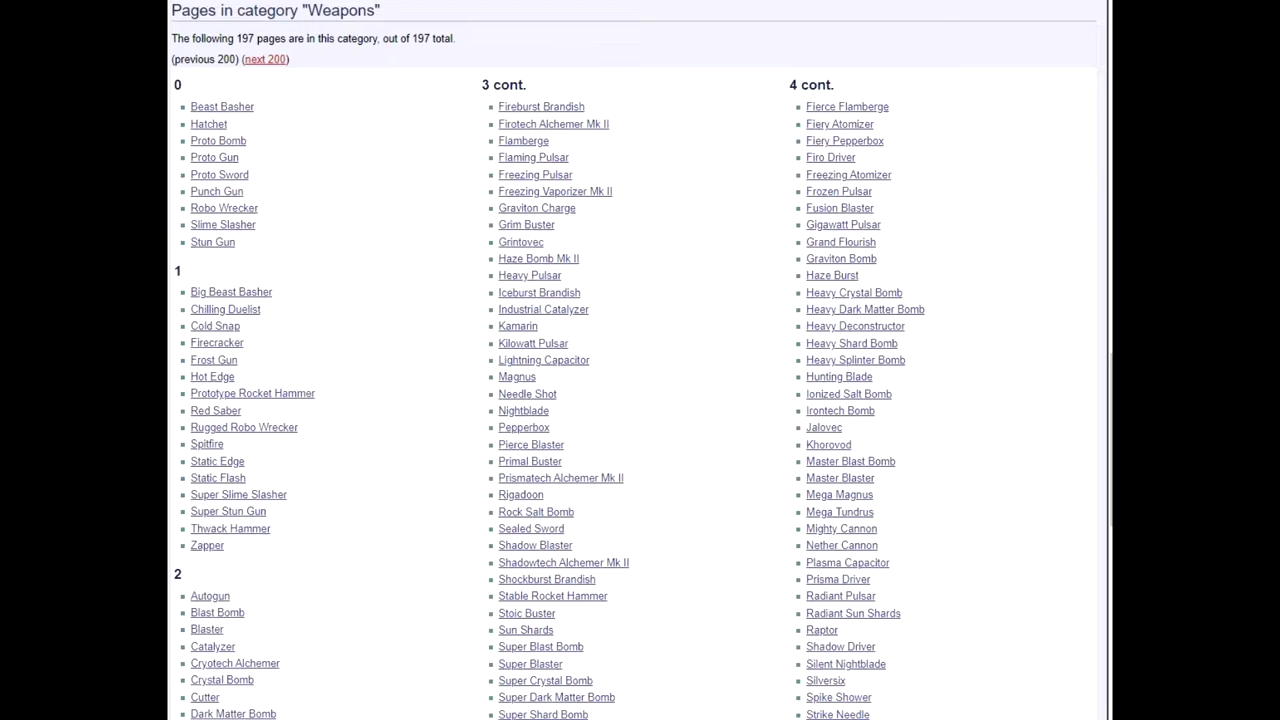 Pages in category "Weapons"
The following 197 pages are in this category, out of 197 total.
(previous 200) (next 200)
0
Beast Basher
Hatchet
Proto Bomb
Proto Gun
Proto Sword
Punch Gun
Robo Wrecker
Slime Slasher
Stun Gun
1
Big Beast Basher
Chilling Duelist
Cold Snap
Firecracker
Frost Gun
Hot Edge
Prototype Rocket Hammer
Red Saber
Rugged Robo Wrecker
Spitfire
Static Edge
Static Flash
Super Slime Slasher
Super Stun Gun
Thwack Hammer
Zapper
2
Autogun
Blast Bomb
Blaster
Catalyzer
Cryotech Alchemer
Crystal Bomb
Cutter
Dark Matter Bomb
3 cont.
Fireburst Brandish
Firotech Alchemer Mk II
Flamberge
Flaming Pulsar
Freezing Pulsar
Freezing Vaporizer Mk II
Graviton Charge
Grim Buster
Grintovec
Haze Bomb Mk II
Heavy Pulsar
Iceburst Brandish
Industrial Catalyzer
Kamarin
Kilowatt Pulsar
Lightning Capacitor
Magnus
Needle Shot
Nightblade
Pepperbox
Pierce Blaster
Primal Buster
Prismatech Alchemer Mk II
Rigadoon
Rock Salt Bomb
Sealed Sword
Shadow Blaster
Shadowtech Alchemer Mk II
Shockburst Brandish
Stable Rocket Hammer
Stoic Buster
Sun Shards
Super Blast Bomb
Super Blaster
Super Crystal Bomb
Super Dark Matter Bomb
Super Shard Bomb
4 cont.
Fierce Flamberge
Fiery Atomizer
Fiery Pepperbox
Firo Driver
Freezing Atomizer
Frozen Pulsar
Fusion Blaster
Gigawatt Pulsar
Grand Flourish
Graviton Bomb
Haze Burst
Heavy Crystal Bomb
Heavy Dark Matter Bomb
Heavy Deconstructor
Heavy Shard Bomb
Heavy Splinter Bomb
Hunting Blade
Ionized Salt Bomb
Irontech Bomb
Jalovec
Khorovod
Master Blast Bomb
Master Blaster
Mega Magnus
Mega Tundrus
Mighty Cannon
Nether Cannon
Plasma Capacitor
Prisma Driver
Radiant Pulsar
Radiant Sun Shards
Raptor
Shadow Driver
Silent Nightblade
Silversix
Spike Shower
Strike Needle